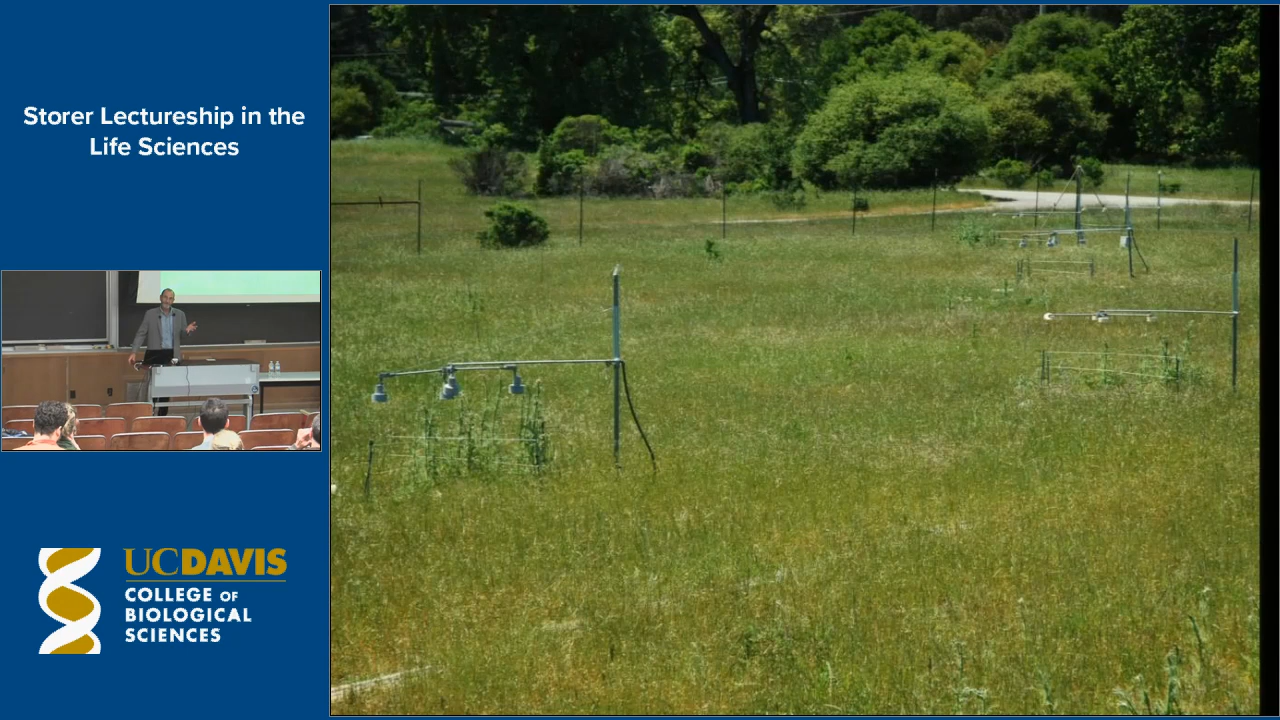 Storer Lectureship in the
Life Sciences
UCDAVIS
COLLEGE OF
BIOLOGICAL
SCIENCES